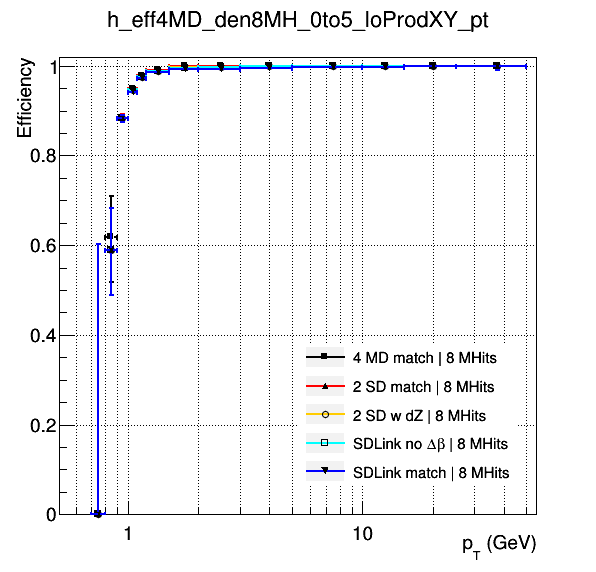 h_eff4MD_den8MH_0to5_loProdXY_pt
Efficiency
1
0.8
0.6
0.4
0.2
0
4 MD match | 8 MHits
2 SD match | 8 MHits
2 SD w dZ | 8 MHits
SDLink no Δβ | 8 MHits
SDLink match | 8 MHits
1
10
p_T (GeV)